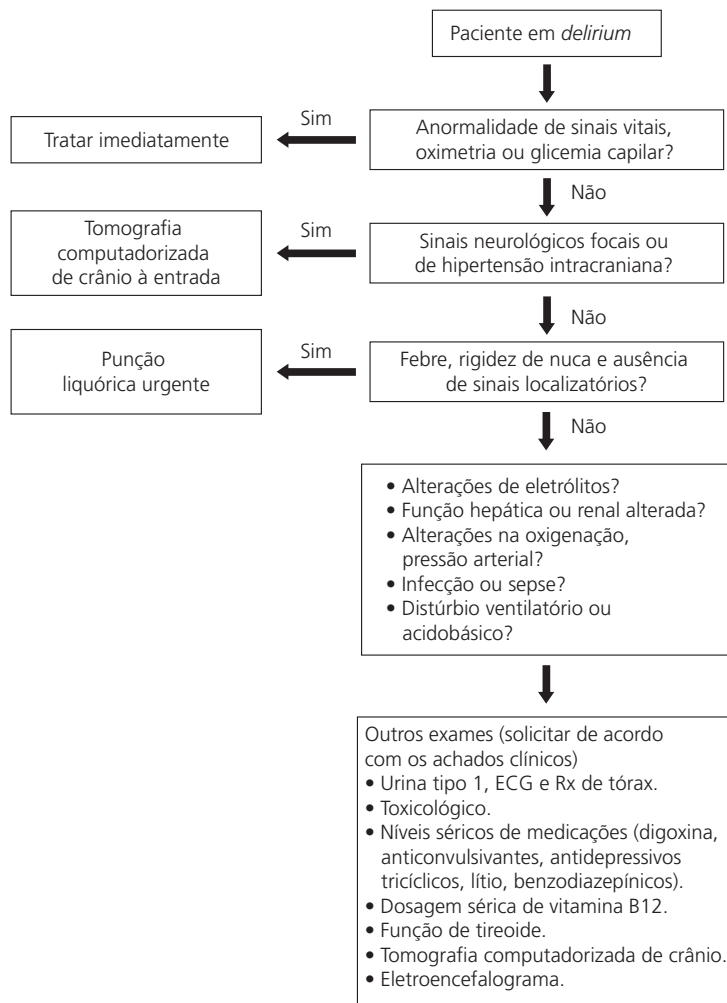 Paciente em delirium
Sim
Tratar imediatamente
Anormalidade de sinais vitais,
oximetria ou glicemia capilar?
Não
Tomografia
computadorizada
de crânio à entrada
Sim
Sinais neurológicos focais ou
de hipertensão intracraniana?
Não
Punção
liquórica urgente
Sim
Febre, rigidez de nuca e ausência
de sinais localizatórios?
Não
• Alterações de eletrólitos?
• Função hepática ou renal alterada?
• Alterações na oxigenação,
pressão arterial?
• Infecção ou sepse?
• Distúrbio ventilatório ou
acidobásico?
Outros exames (solicitar de acordo
com os achados clínicos)
• Urina tipo 1, ECG e Rx de tórax.
• Toxicológico.
• Níveis séricos de medicações (digoxina,
anticonvulsivantes, antidepressivos
tricíclicos, lítio, benzodiazepínicos).
• Dosagem sérica de vitamina B12.
• Função de tireoide.
• Tomografia computadorizada de crânio.
• Eletroencefalograma.